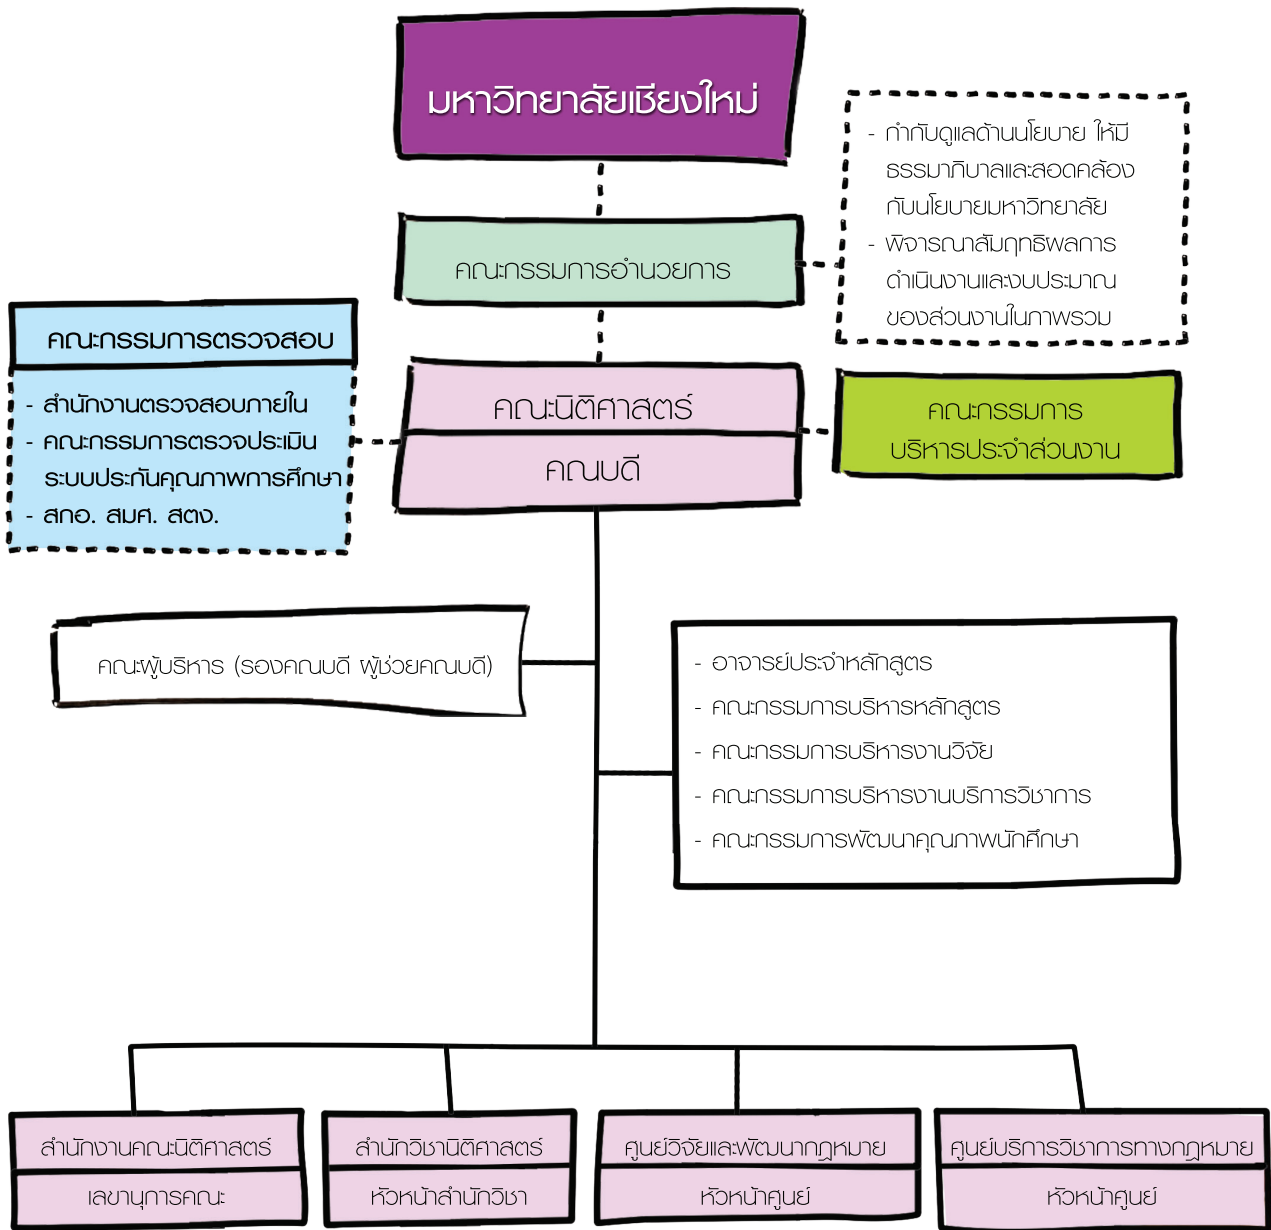 มหาวิทยาลัยเชียงใหม่
- กำกับดูแลด้านนโยบาย ให้มี
ธรรมาภิบาลและสอดคล้อง
กับนโยบายมหาวิทยาลัย
- พิจารณาสัมฤทธิผลการ
ดำเนินงานและงบประมาณ
ของส่วนงานในภาพรวม
คณะกรรมการอำนวยการ
คณะกรรมการตรวจสอบ
- สำนักงานตรวจสอบภายใน
- คณะกรรมการตรวจประเมิน
ระบบประกันคุณภาพการศึกษา
- สกอ. สมศ. สตง.
คณะนิติศาสตร์
คณบดี
คณะกรรมการ
บริหารประจำส่วนงาน
คณะผู้บริหาร (รองคณบดี ผู้ช่วยคณบดี)
- อาจารย์ประจำหลักสูตร
- คณะกรรมการบริหารหลักสูตร
- คณะกรรมการบริหารงานวิจัย
- คณะกรรมการบริหารงานบริการวิชาการ
- คณะกรรมการพัฒนาคุณภาพนักศึกษา
สำนักงานคณะนิติศาสตร์
เลขานุการคณะ
สำนักวิชานิติศาสตร์
หัวหน้าสำนักวิชา
ศูนย์วิจัยและพัฒนากฎหมาย
หัวหน้าศูนย์
ศูนย์บริการวิชาการทางกฎหมาย
หัวหน้าศูนย์